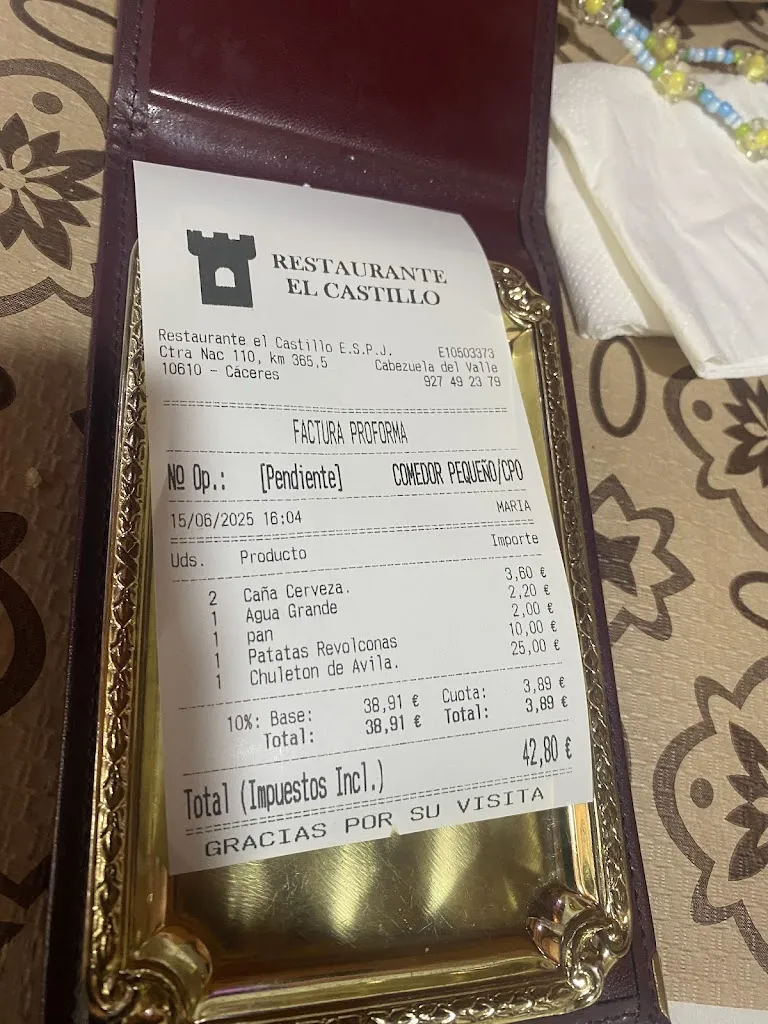 RESTAURANTE
EL CASTILLO
Restaurante el Castillo E.S.P.J. E10503373
Ctra Nac 110, km 365,5 Cabezuela del Valle
10610 - Cáceres 927 49 23 79
FACTURA PROFORMA
Nº Op.: [Pendiente] COMEDOR PEQUEÑO/CPO
15/06/2025 16:04 MARIA
Uds. Producto Importe
2 Caña Cerveza. 3,60 €
1 Agua Grande 2,20 €
1 pan 2,00 €
1 Patatas Revolconas 10,00 €
1 Chuleton de Avila. 25,00 €
10%: Base: 38,91 € Cuota: 3,89 €
Total: 38,91 € Total: 3,89 €
Total (Impuestos Incl.) 42,80 €
GRACIAS POR SU VISITA